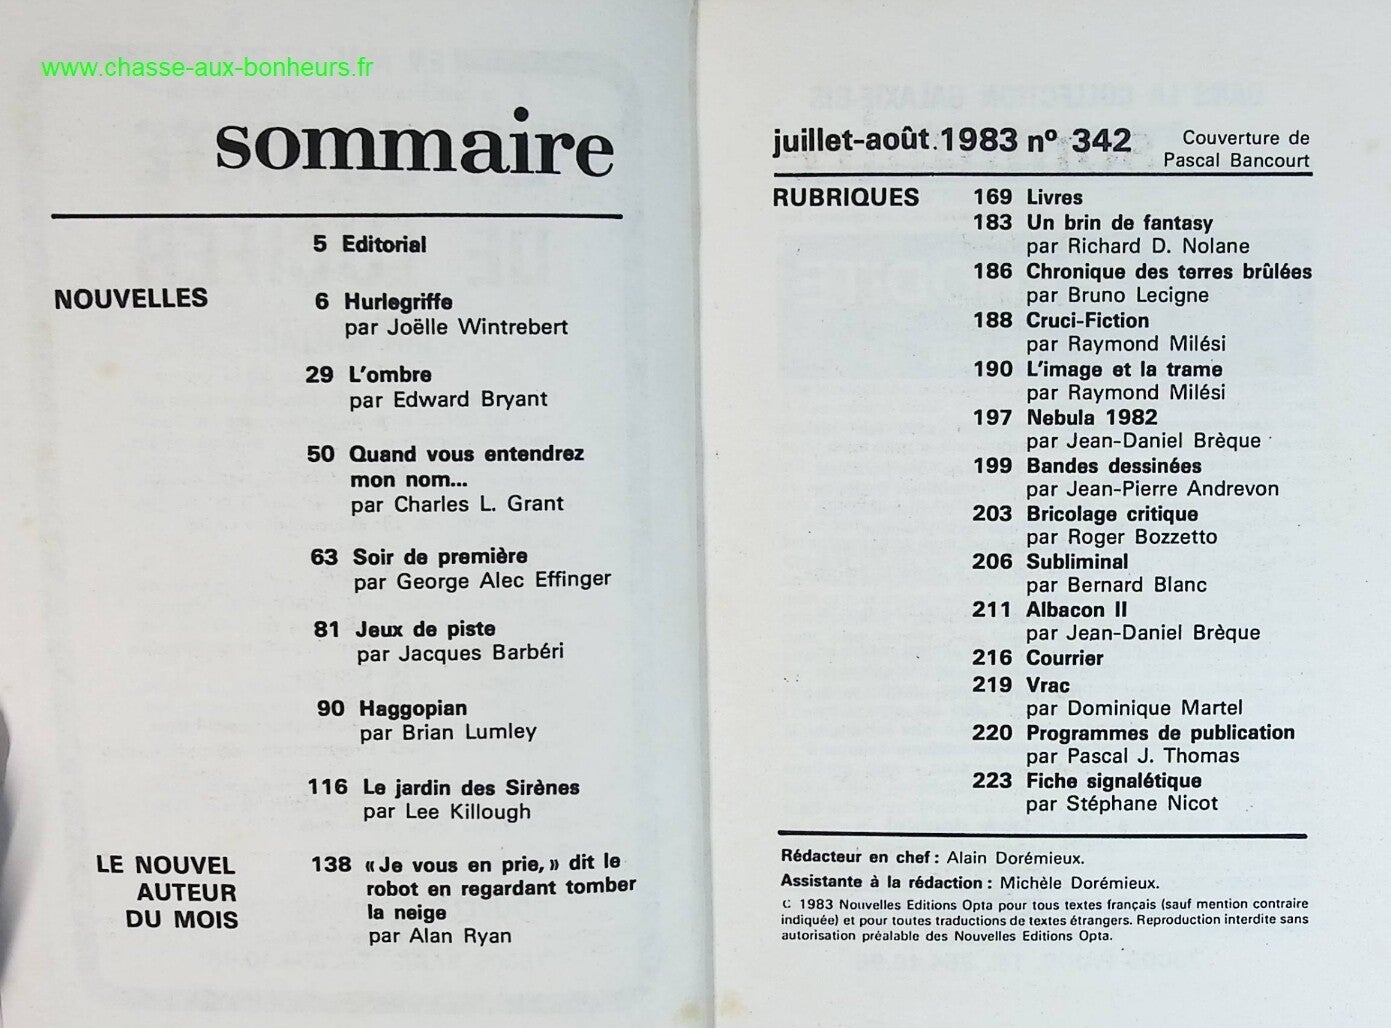 www.chasse-aux-bonheurs.fr
sommaire
5 Editorial
NOUVELLES
6 Hurlegriffe
par Joëlle Wintrebert
29 L'ombre
par Edward Bryant
50 Quand vous entendrez
mon nom...
par Charles L. Grant
63 Soir de première
par George Alec Effinger
81 Jeux de piste
par Jacques Barbéri
90 Haggopian
par Brian Lumley
116 Le jardin des Sirènes
par Lee Killough
LE NOUVEL
AUTEUR
DU MOIS
138 « Je vous en prie, » dit le
robot en regardant tomber
la neige
par Alan Ryan
juillet-août 1983 nº 342
Couverture de
Pascal Bancourt
RUBRIQUES
169 Livres
183 Un brin de fantasy
par Richard D. Nolane
186 Chronique des terres brûlées
par Bruno Lecigne
188 Cruci-Fiction
par Raymond Milési
190 L'image et la trame
par Raymond Milési
197 Nebula 1982
par Jean-Daniel Brèque
199 Bandes dessinées
par Jean-Pierre Andrevon
203 Bricolage critique
par Roger Bozzetto
206 Subliminal
par Bernard Blanc
211 Albacon II
par Jean-Daniel Brèque
216 Courrier
219 Vrac
par Dominique Martel
220 Programmes de publication
par Pascal J. Thomas
223 Fiche signalétique
par Stéphane Nicot
Rédacteur en chef : Alain Dorémieux.
Assistante à la rédaction : Michèle Dorémieux.
© 1983 Nouvelles Editions Opta pour tous textes français (sauf mention contraire
indiquée) et pour toutes traductions de textes étrangers. Reproduction interdite sans
autorisation préalable des Nouvelles Editions Opta.